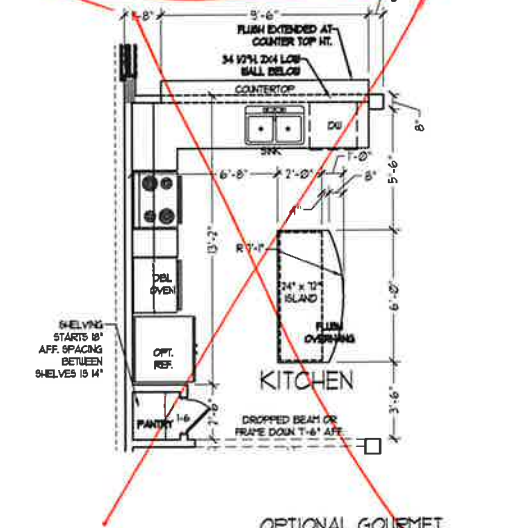 8"
9'-6"
FLUSH EXTENDED AT
COUNTER TOP HT.
34 1/2"H. 2X4 LOW
WALL BELOW
COUNTERTOP
DW
SINK
8"
1'-0"
6'-8"
2'-0"
8"
1"
5'-6"
13'-2"
R 7'-1"
DBL
OVEN
24" x 72"
ISLAND
6'-0"
FLUSH
OVERHANG
SHELVING
STARTS 18"
AFF. SPACING
BETWEEN
SHELVES IS 14"
OPT.
REF.
KITCHEN
3'-6"
PANTRY
1-6
2'-6"
DROPPED BEAM OR
FRAME DOWN 7'-6" AFF.
OPTIONAL GOURMET